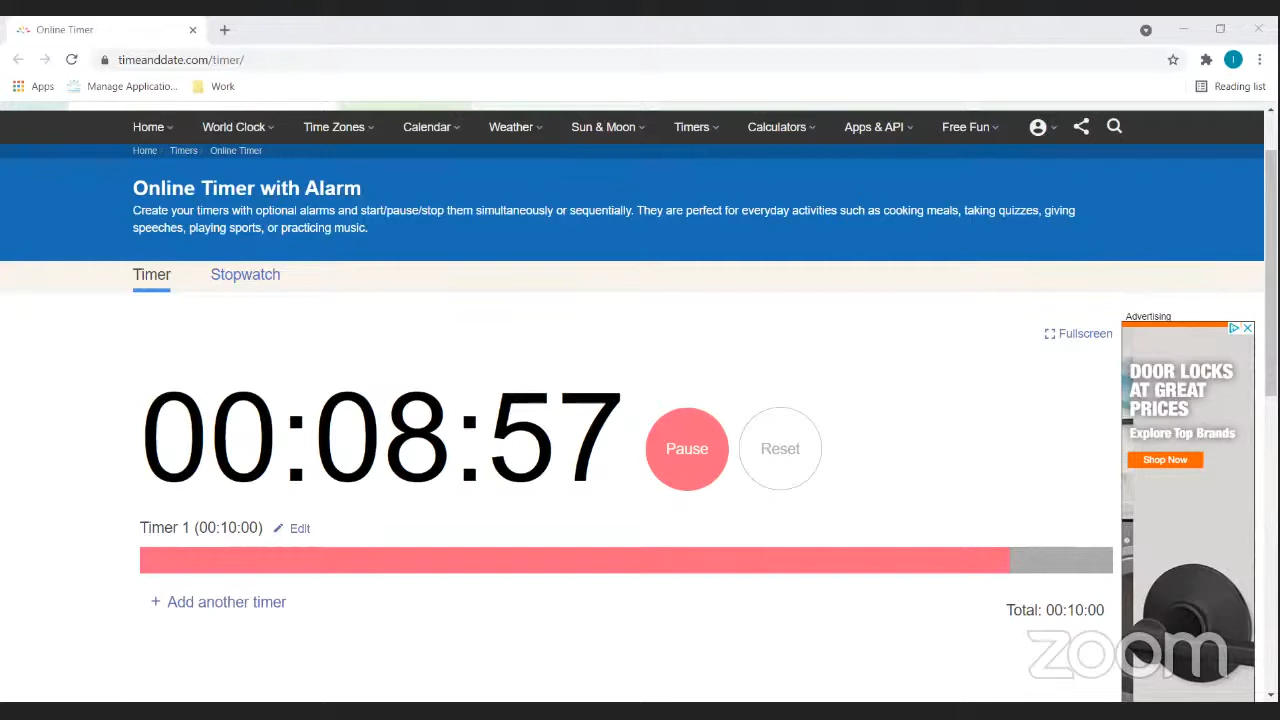 Online Timer
timeanddate.com/timer/
Apps Manage Applicatio... Work Reading list
Home World Clock Time Zones Calendar Weather Sun & Moon Timers Calculators Apps & API Free Fun
Home Timers Online Timer
Online Timer with Alarm
Create your timers with optional alarms and start/pause/stop them simultaneously or sequentially. They are perfect for everyday activities such as cooking meals, taking quizzes, giving
speeches, playing sports, or practicing music.
Timer Stopwatch
Advertising
Fullscreen
DOOR LOCKS
AT GREAT
PRICES
Explore Top Brands
Shop Now
00:08:57 Pause Reset
Timer 1 (00:10:00) Edit
+ Add another timer
Total: 00:10:00
zoom